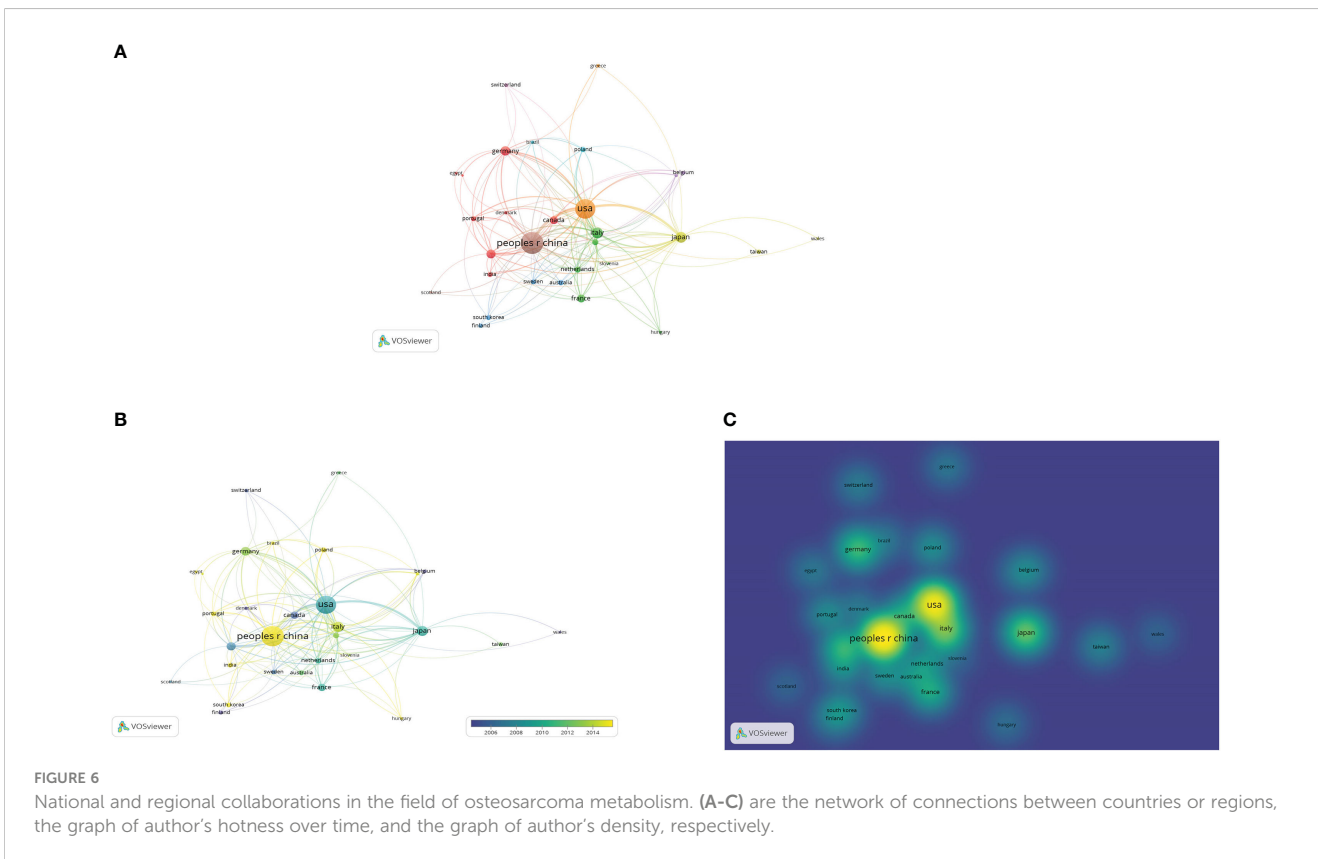 A
greece
switzerland
brazil
germany
poland
egypt
belgium
usa
portugal
denmark
canada
italy
peoples r china
japan
wales
taiwan
slovenia
netherlands
india
sweden
australia
scotland
france
south korea
finland
hungary
VOSviewer
B
greece
switzerland
brazil
germany
poland
egypt
belgium
usa
portugal
denmark
canada
italy
peoples r china
japan
wales
taiwan
slovenia
netherlands
india
sweden
australia
scotland
france
south korea
finland
hungary
VOSviewer
2006 2008 2010 2012 2014
C
greece
switzerland
brazil
germany
poland
egypt
belgium
usa
portugal
denmark
canada
italy
peoples r china
japan
wales
taiwan
slovenia
netherlands
india
sweden
australia
scotland
france
south korea
finland
hungary
VOSviewer
FIGURE 6
National and regional collaborations in the field of osteosarcoma metabolism. (A-C) are the network of connections between countries or regions,
the graph of author's hotness over time, and the graph of author's density, respectively.